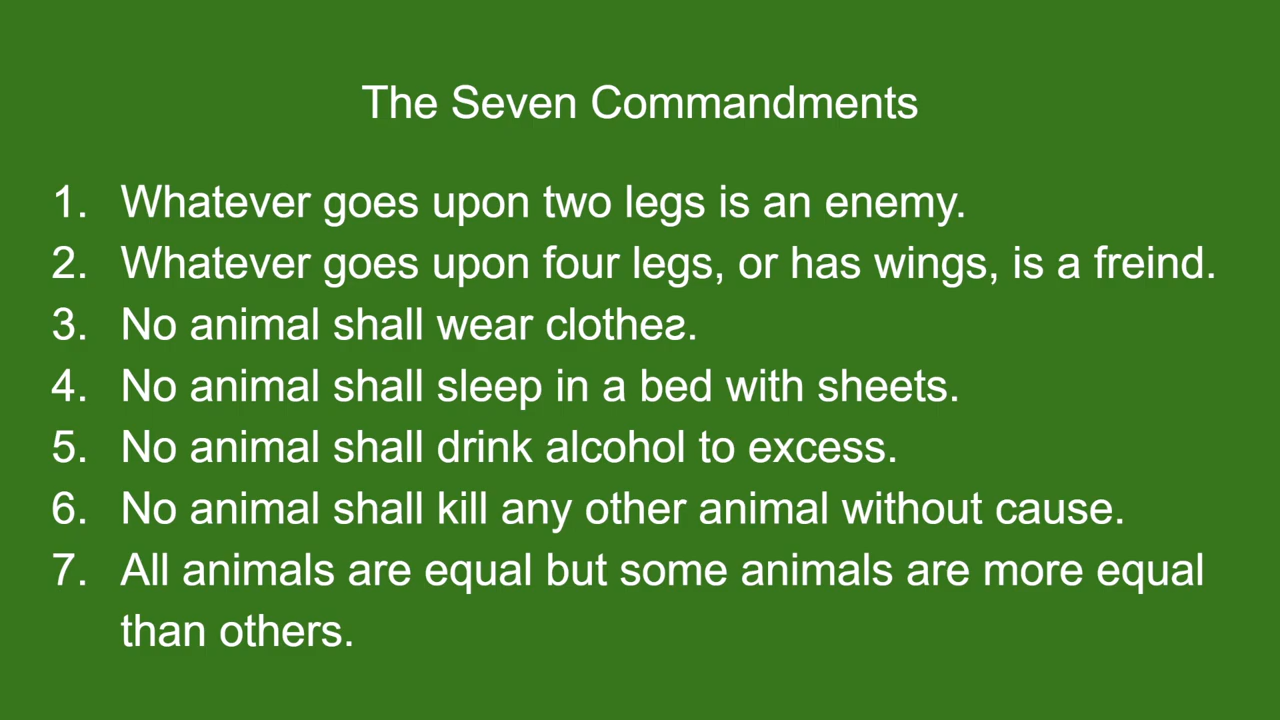 The Seven Commandments
1. Whatever goes upon two legs is an enemy.
2. Whatever goes upon four legs, or has wings, is a freind.
3. No animal shall wear clotheƨ.
4. No animal shall sleep in a bed with sheets.
5. No animal shall drink alcohol to excess.
6. No animal shall kill any other animal without cause.
7. All animals are equal but some animals are more equal
than others.